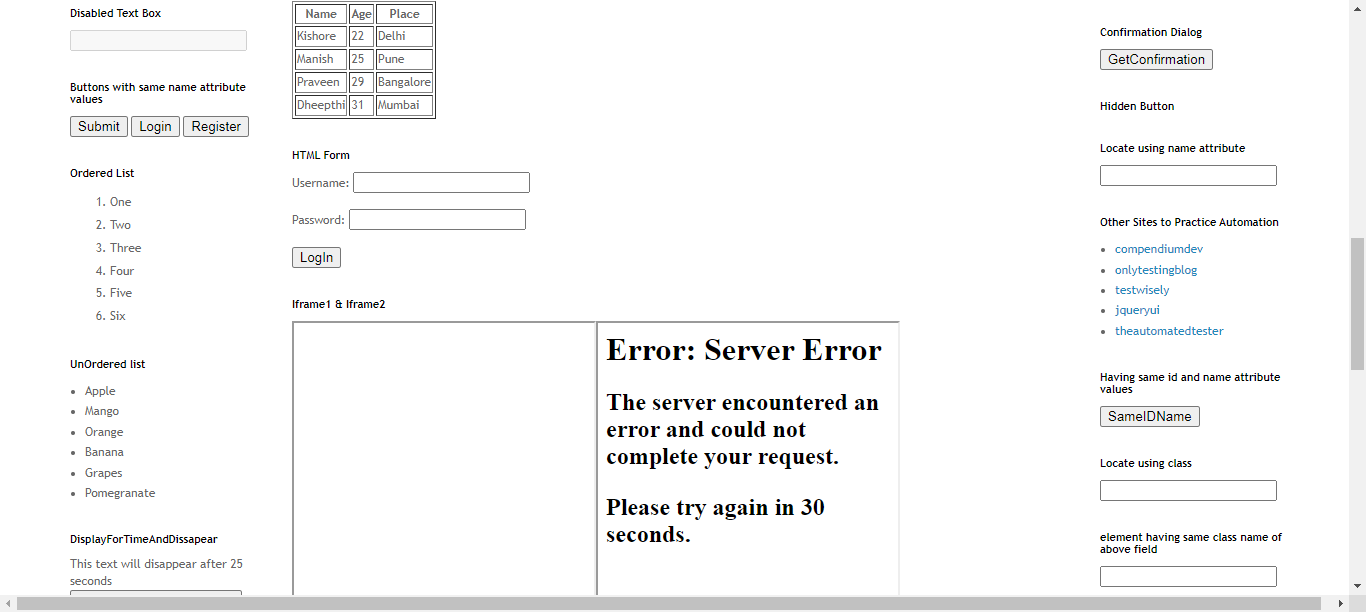 Disabled Text Box
Buttons with same name attribute
values
Submit Login Register
Ordered List
1. One
2. Two
3. Three
4. Four
5. Five
6. Six
UnOrdered list
Apple
Mango
Orange
Banana
Grapes
Pomegranate
DisplayForTimeAndDissapear
This text will disappear after 25
seconds
Name Age Place
Kishore 22 Delhi
Manish 25 Pune
Praveen 29 Bangalore
Dheepthi 31 Mumbai
HTML Form
Username:
Password:
LogIn
Iframe1 & Iframe2
Error: Server Error
The server encountered an
error and could not
complete your request.
Please try again in 30
seconds.
Confirmation Dialog
GetConfirmation
Hidden Button
Locate using name attribute
Other Sites to Practice Automation
compendiumdev
onlytestingblog
testwisely
jqueryui
theautomatedtester
Having same id and name attribute
values
SameIDName
Locate using class
element having same class name of
above field